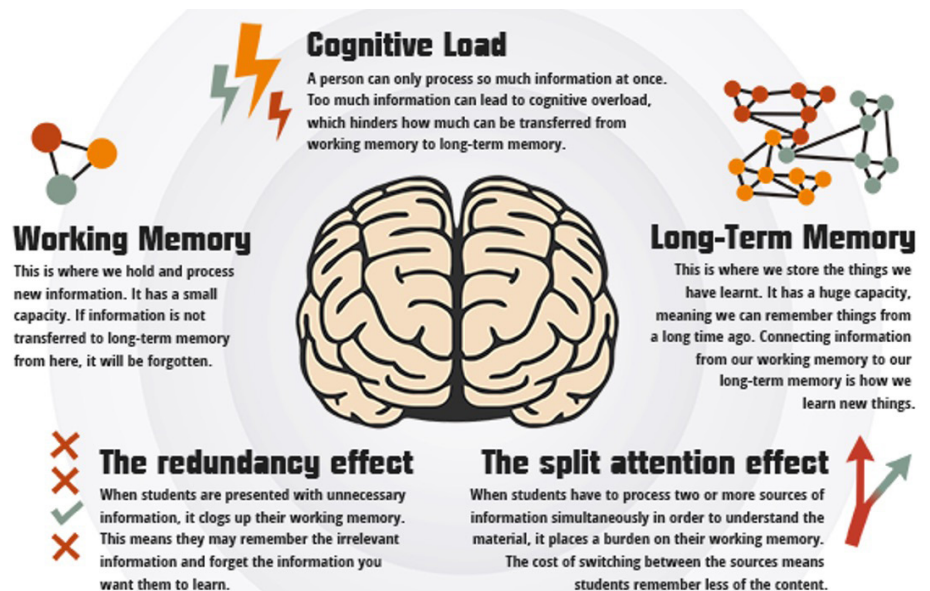 Cognitive Load
A person can only process so much information at once.
Too much information can lead to cognitive overload,
which hinders how much can be transferred from
working memory to long-term memory.
Working Memory
This is where we hold and process
new information. It has a small
capacity. If information is not
transferred to long-term memory
from here, it will be forgotten.
Long-Term Memory
This is where we store the things we
have learnt. It has a huge capacity,
meaning we can remember things from
a long time ago. Connecting information
from our working memory to our
long-term memory is how we
learn new things.
The redundancy effect
When students are presented with unnecessary
information, it clogs up their working memory.
This means they may remember the irrelevant
information and forget the information you
want them to learn.
The split attention effect
When students have to process two or more sources of
information simultaneously in order to understand the
material, it places a burden on their working memory.
The cost of switching between the sources means
students remember less of the content.